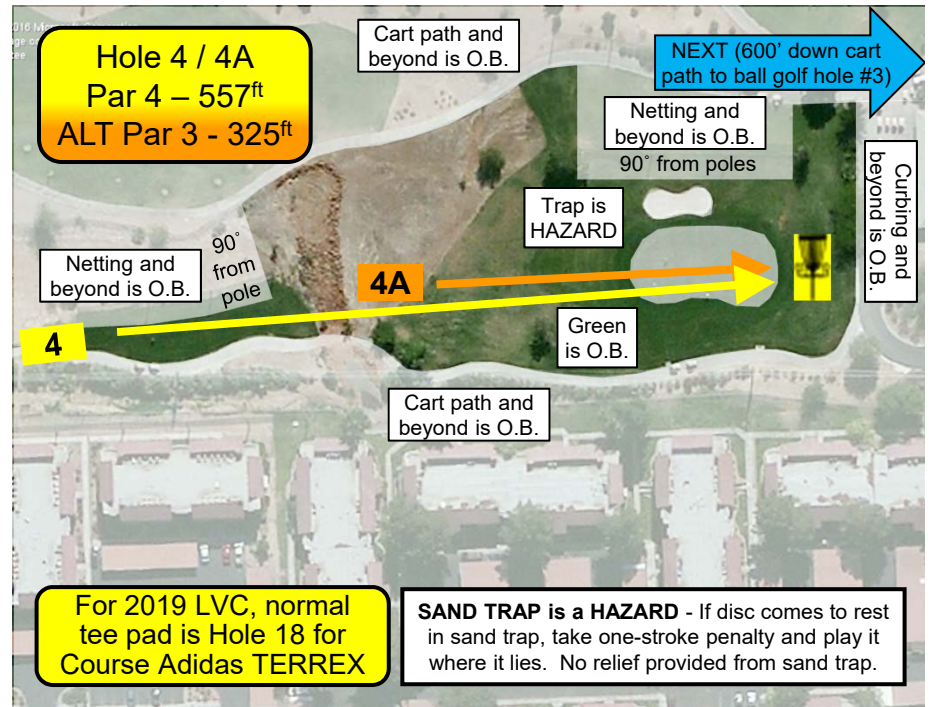 2016 Mi
Hole 4 / 4A
Par 4 – 557ft
ALT Par 3 - 325ft
Cart path and
beyond is O.B.
NEXT (600’ down cart
path to ball golf hole #3)
Netting and
beyond is O.B.
90˚ from poles
Curbing and
beyond is O.B.
Trap is
HAZARD
90˚
from
pole
Netting and
beyond is O.B.
4A
4
Green
is O.B.
Cart path and
beyond is O.B.
For 2019 LVC, normal
tee pad is Hole 18 for
Course Adidas TERREX
SAND TRAP is a HAZARD - If disc comes to rest
in sand trap, take one-stroke penalty and play it
where it lies.  No relief provided from sand trap.